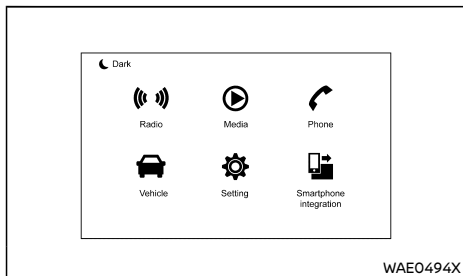 Dark
Radio
Media
Phone
Vehicle
Setting
Smartphone
integration
WAE0494X